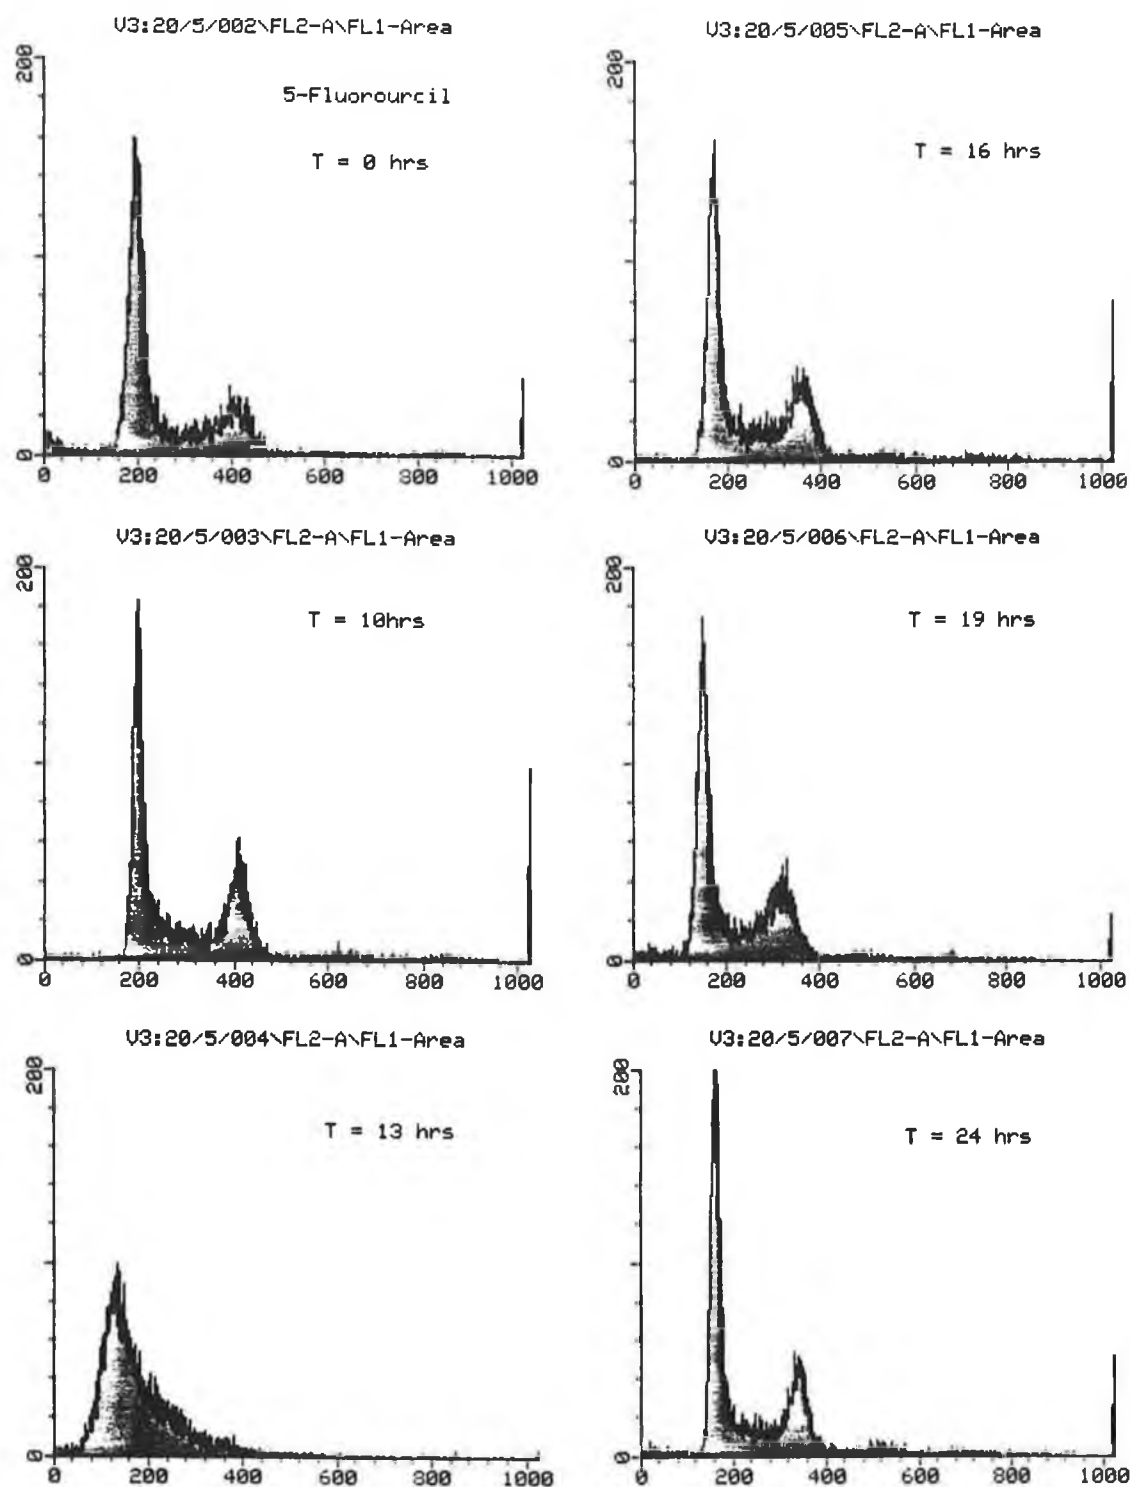 V3:20/5/002\FL2-A\FL1-Area
200
5-Fluorourcil
T = 0 hrs
0
0 200 400 600 800 1000
V3:20/5/005\FL2-A\FL1-Area
200
T = 16 hrs
0
0 200 400 600 800 1000
V3:20/5/003\FL2-A\FL1-Area
200
T = 10hrs
0
0 200 400 600 800 1000
V3:20/5/006\FL2-A\FL1-Area
200
T = 19 hrs
0
0 200 400 600 800 1000
V3:20/5/004\FL2-A\FL1-Area
200
T = 13 hrs
0
0 200 400 600 800 1000
V3:20/5/007\FL2-A\FL1-Area
200
T = 24 hrs
0
0 200 400 600 800 1000